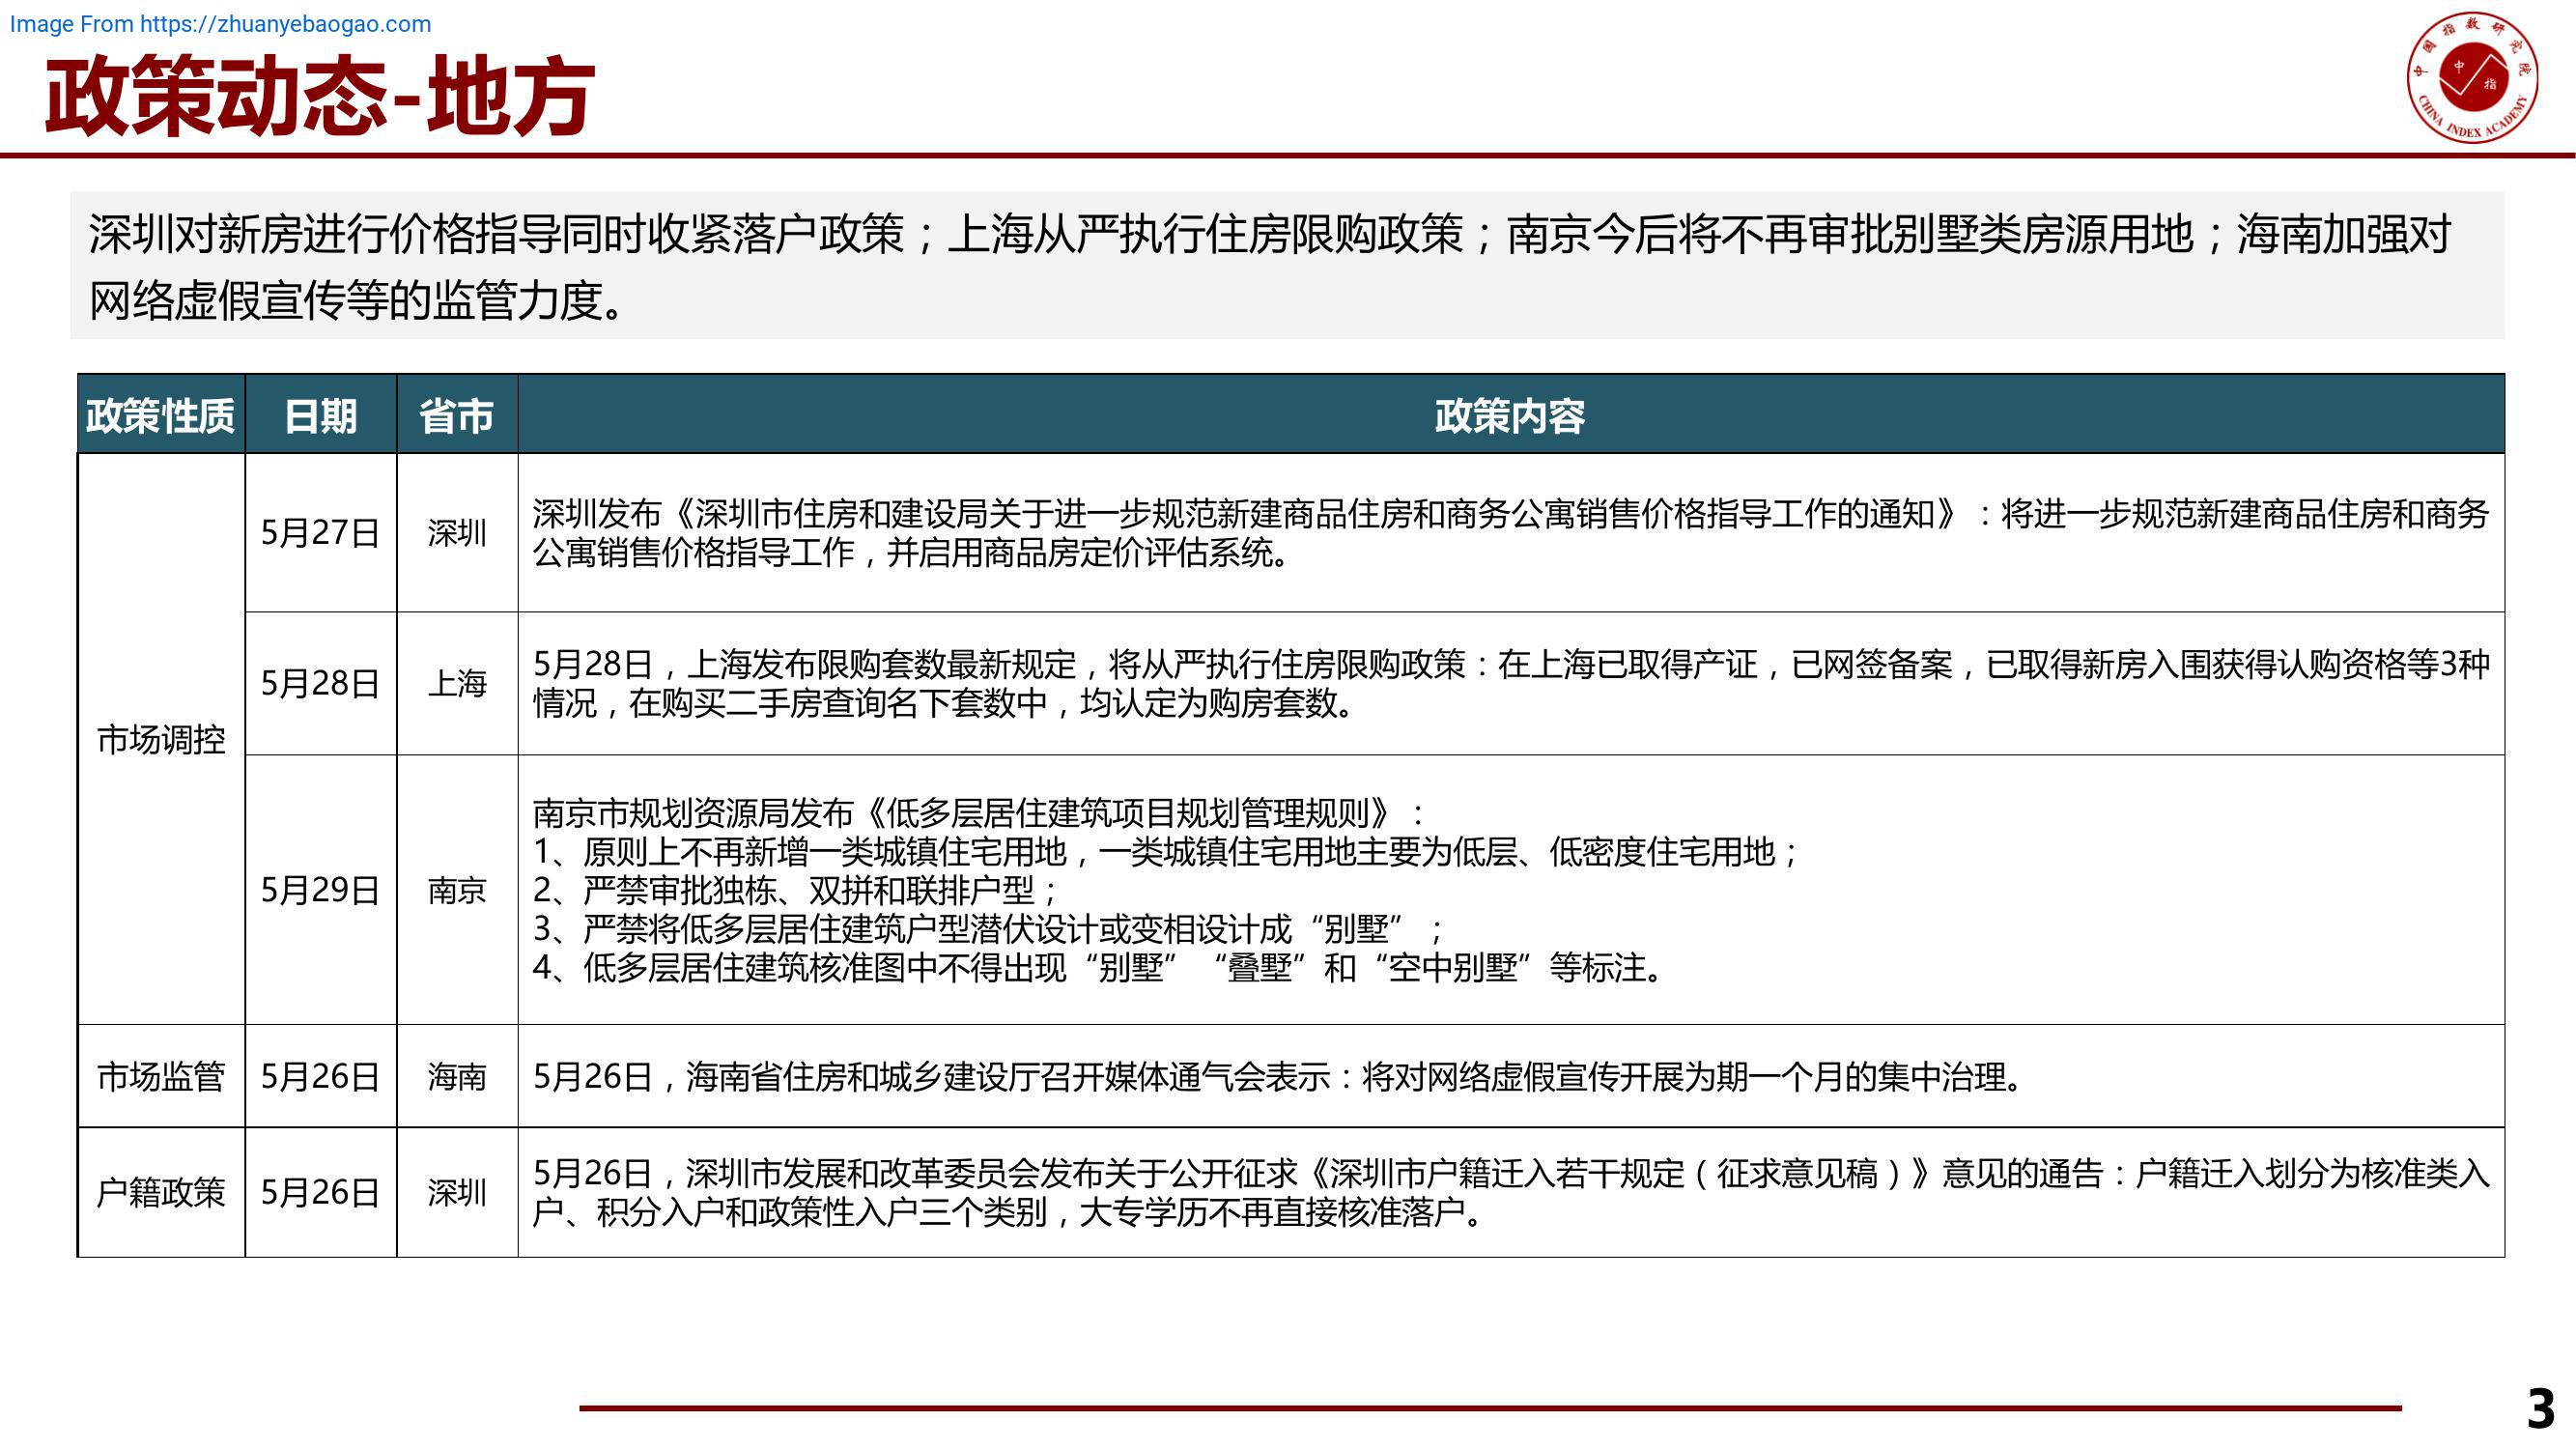 Image From https://zhuanyebaogao.com
政策动态-地方
中国指数研究院
中指
CHINA INDEX ACADEMY
深圳对新房进行价格指导同时收紧落户政策；上海从严执行住房限购政策；南京今后将不再审批别墅类房源用地；海南加强对
网络虚假宣传等的监管力度。
政策性质 日期 省市 政策内容
市场调控
5月27日 深圳
深圳发布《深圳市住房和建设局关于进一步规范新建商品住房和商务公寓销售价格指导工作的通知》：将进一步规范新建商品住房和商务
公寓销售价格指导工作，并启用商品房定价评估系统。
5月28日 上海
5月28日，上海发布限购套数最新规定，将从严执行住房限购政策：在上海已取得产证，已网签备案，已取得新房入围获得认购资格等3种
情况，在购买二手房查询名下套数中，均认定为购房套数。
5月29日 南京
南京市规划资源局发布《低多层居住建筑项目规划管理规则》：
1、原则上不再新增一类城镇住宅用地，一类城镇住宅用地主要为低层、低密度住宅用地；
2、严禁审批独栋、双拼和联排户型；
3、严禁将低多层居住建筑户型潜伏设计或变相设计成“别墅”；
4、低多层居住建筑核准图中不得出现“别墅”“叠墅”和“空中别墅”等标注。
市场监管 5月26日 海南 5月26日，海南省住房和城乡建设厅召开媒体通气会表示：将对网络虚假宣传开展为期一个月的集中治理。
户籍政策 5月26日 深圳
5月26日，深圳市发展和改革委员会发布关于公开征求《深圳市户籍迁入若干规定（征求意见稿）》意见的通告：户籍迁入划分为核准类入
户、积分入户和政策性入户三个类别，大专学历不再直接核准落户。
3